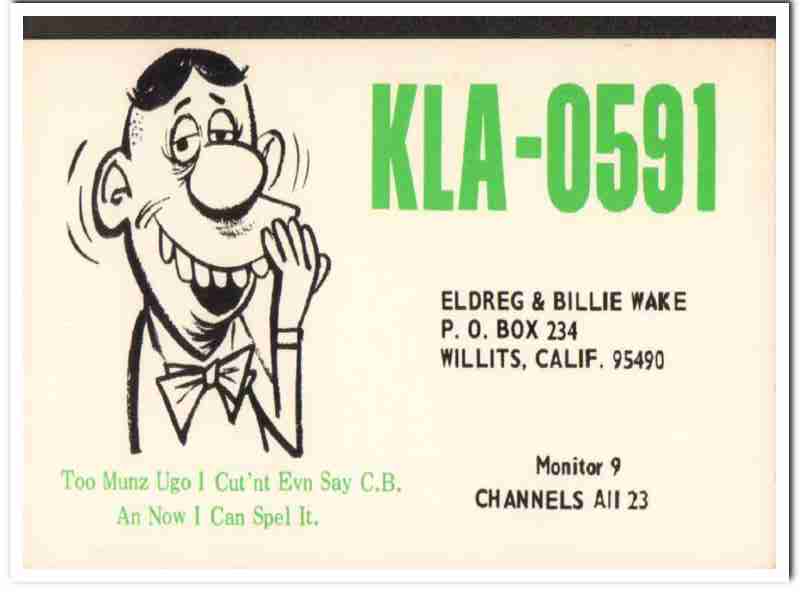 KLA-0591
ELDREG & BILLIE WAKE
P. O. BOX 234
WILLITS, CALIF. 95490
Monitor 9
CHANNELS All 23
Too Munz Ugo I Cut'nt Evn Say C.B.
An Now I Can Spel It.